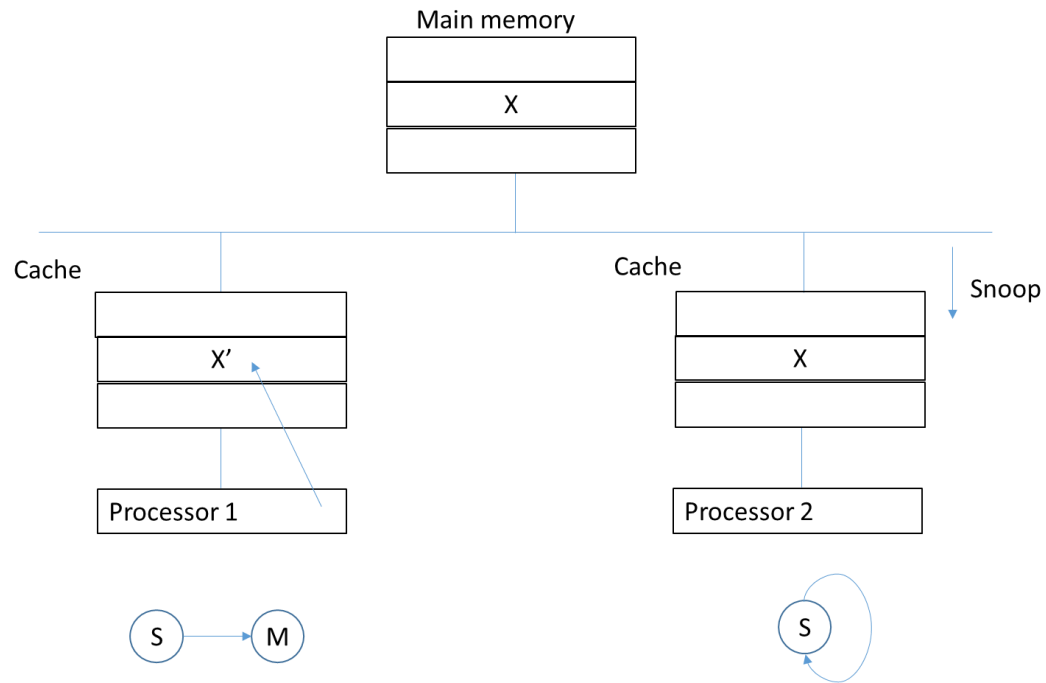 Main memory
X
Cache
Cache
Snoop
X’
X
Processor 1
Processor 2
S
M
S